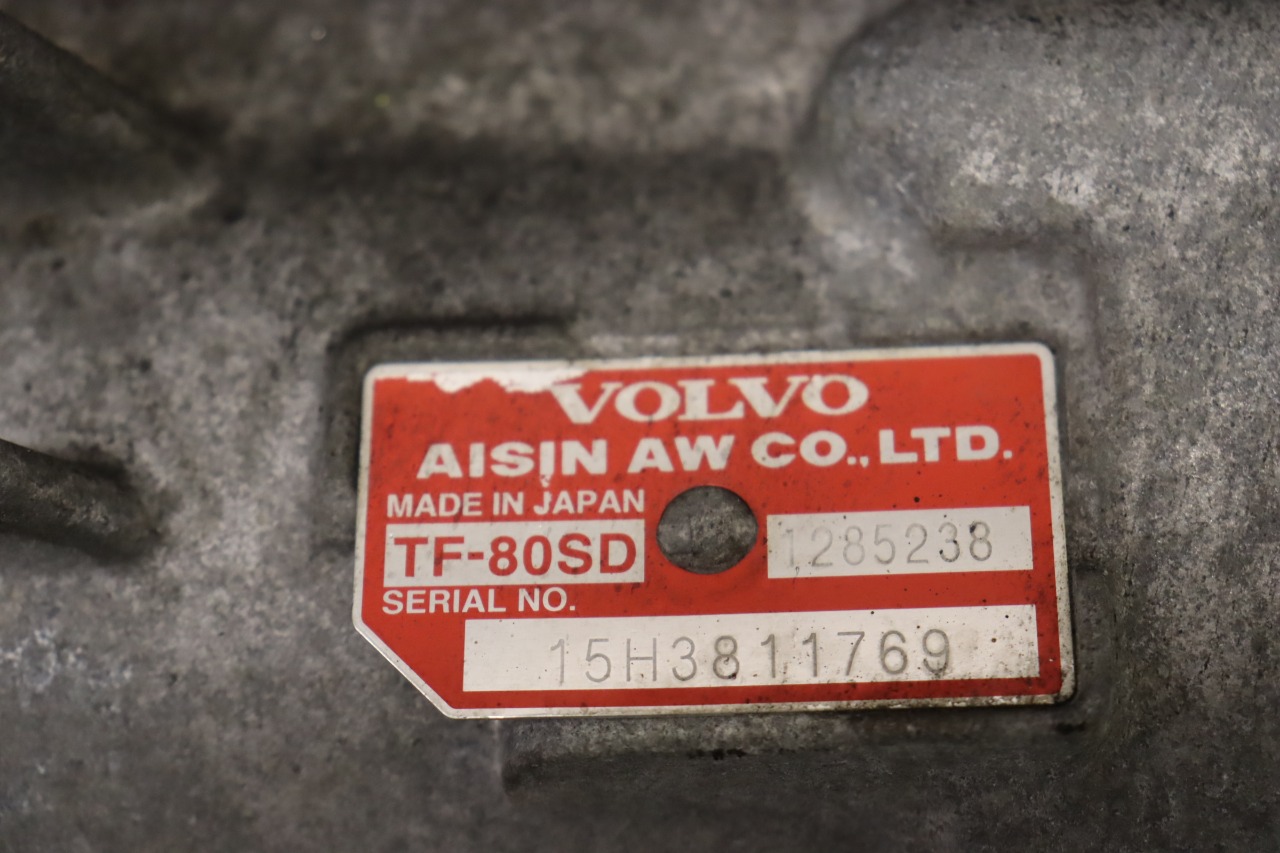 VOLVO
AISIN AW CO., LTD.
MADE IN JAPAN
TF-80SD 1285238
SERIAL NO.
15H3811769